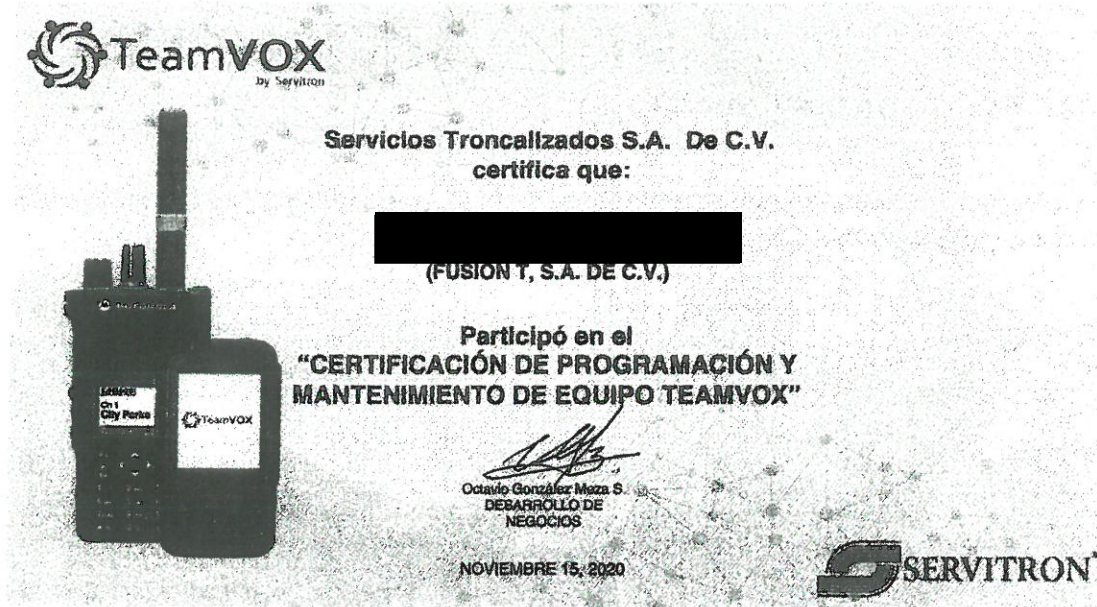 TeamVOX
by Servitron
Servicios Troncalizados S.A. De C.V.
certifica que:
(FUSION T, S.A. DE C.V.)
Participó en el
“CERTIFICACIÓN DE PROGRAMACIÓN Y
MANTENIMIENTO DE EQUIPO TEAMVOX”
Ch 1
City Parks
TeamVOX
Octavio González Meza S.
DESARROLLO DE
NEGOCIOS
NOVIEMBRE 15, 2020
SERVITRON